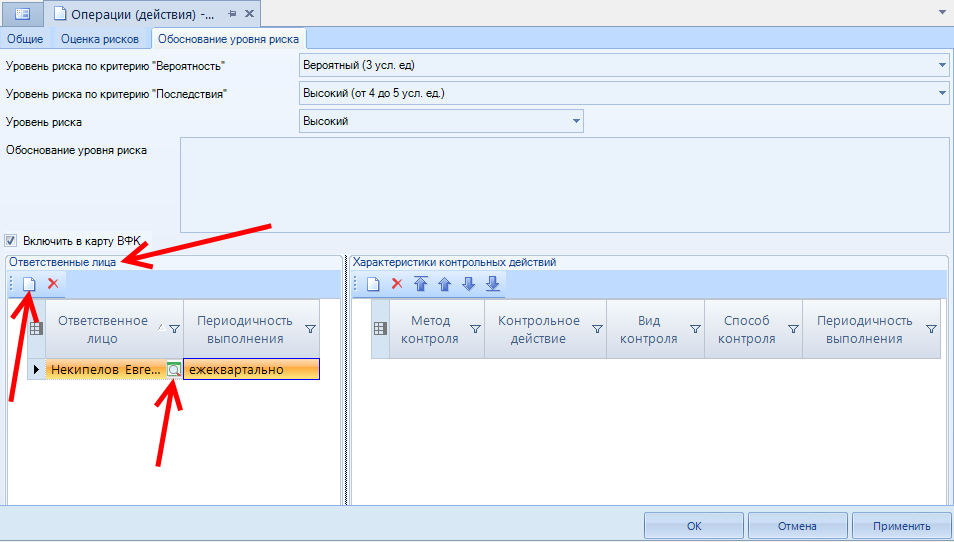 Операции (действия) -...
Общие Оценка рисков Обоснование уровня риска
Уровень риска по критерию "Вероятность" Вероятный (3 усл. ед)
Уровень риска по критерию "Последствия" Высокий (от 4 до 5 усл. ед.)
Уровень риска Высокий
Обоснование уровня риска
Включить в карту ВФК
Ответственные лица Характеристики контрольных действий
Ответственное лицо Периодичность выполнения Метод контроля Контрольное действие Вид контроля Способ контроля Периодичность выполнения
Некипелов Евге... ежеквартально
ОК Отмена Применить